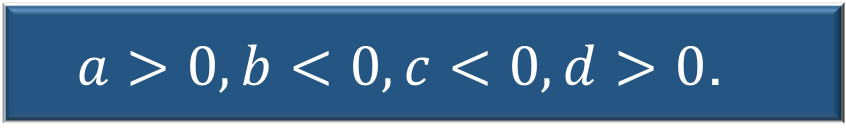 a > 0, b < 0, c < 0, d > 0.